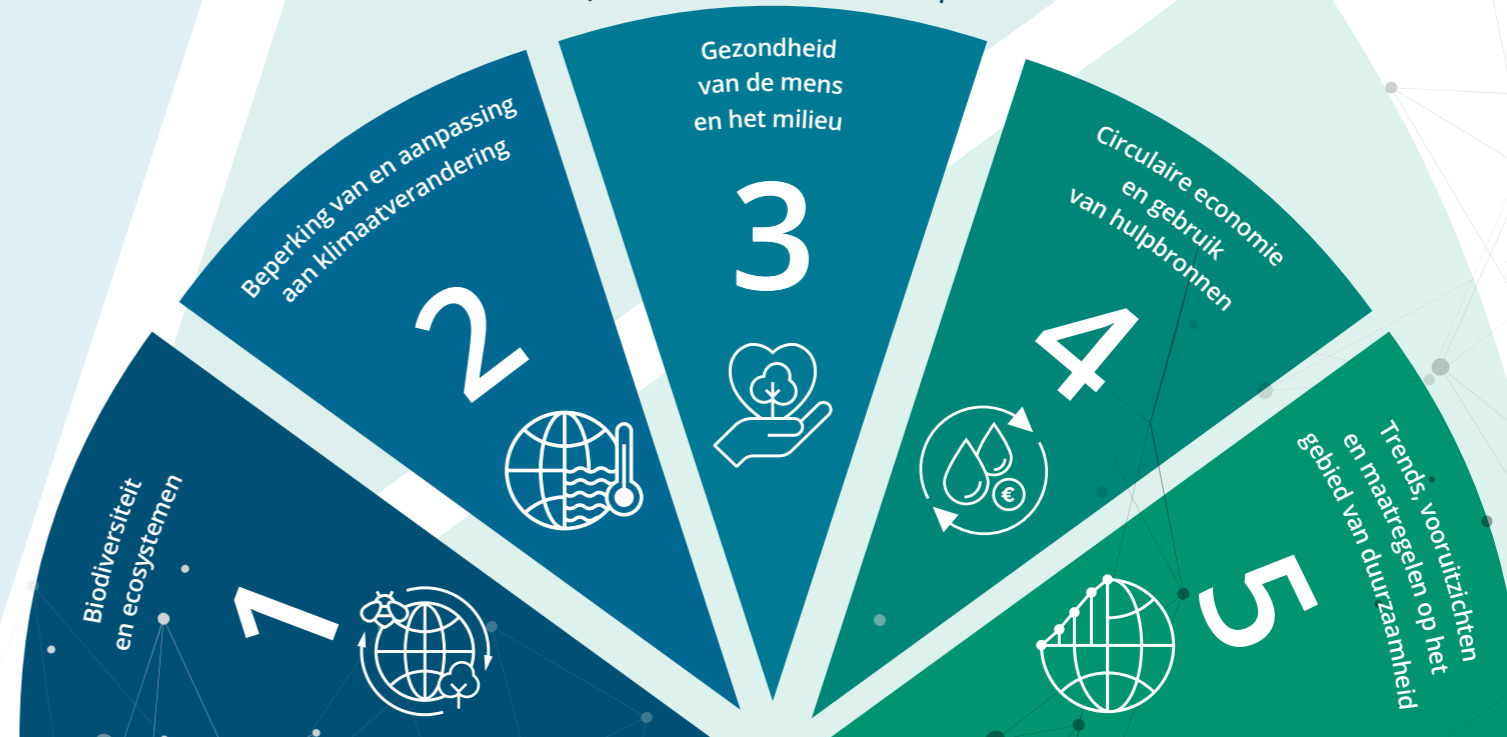 Biodiversiteit
en ecosystemen
1
Beperking van en aanpassing
aan klimaatverandering
2
Gezondheid
van de mens
en het milieu
3
Circulaire economie
en gebruik
van hulpbronnen
4
€
Trends, vooruitzichten
en maatregelen op het
gebied van duurzaamheid
5